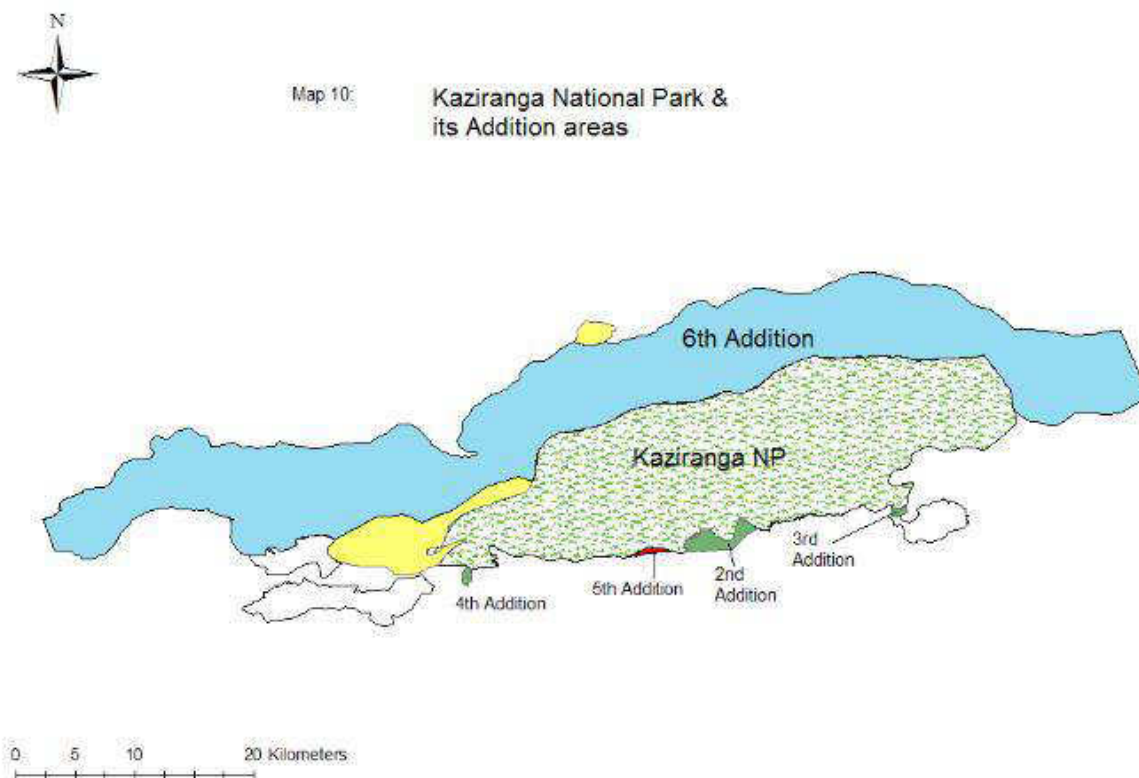 N
Map 10:
Kaziranga National Park &
its Addition areas
6th Addition
Kaziranga NP
3rd
Addition
2nd
Addition
5th Addition
4th Addition
0 5 10 20 Kilometers